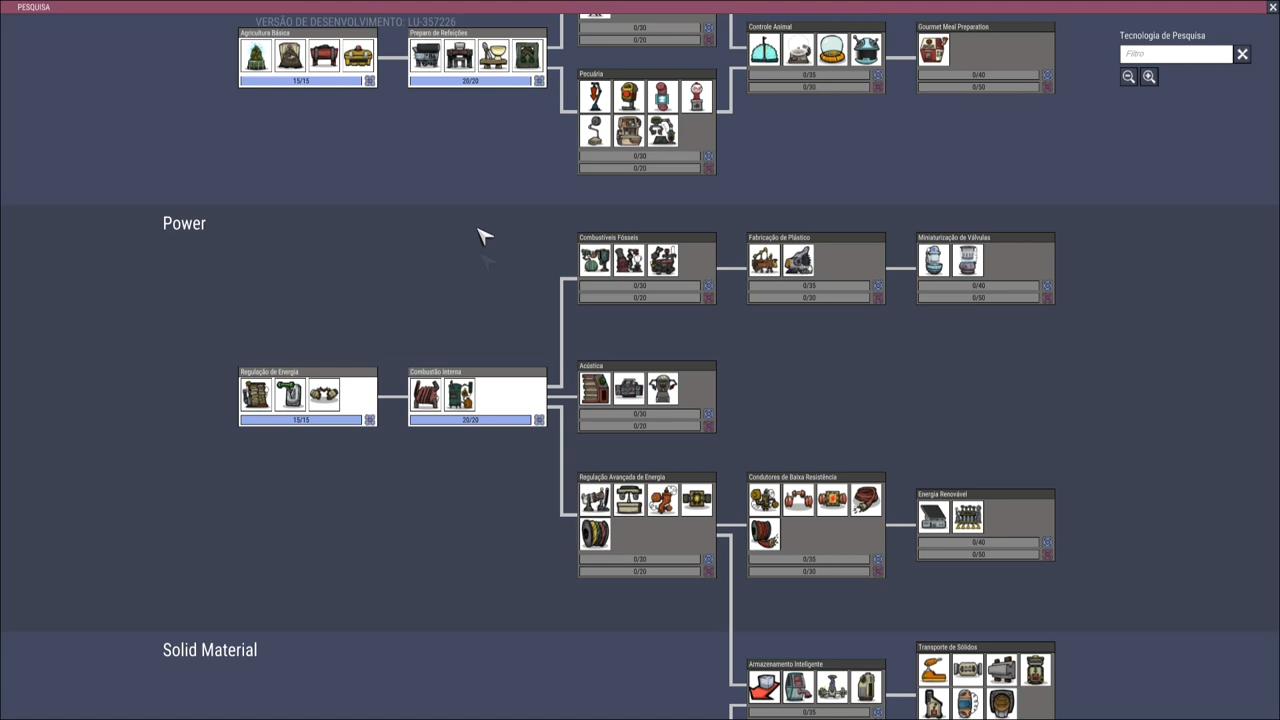 PESQUISA
VERSÃO DE DESENVOLVIMENTO: LU-357226
Tecnologia de Pesquisa
Filtro
Agricultura Básica
15/15
Preparo de Refeições
20/20
0/30
0/20
Pecuária
0/30
0/20
Controle Animal
0/35
0/30
Gourmet Meal Preparation
0/40
0/50
Power
Combustíveis Fósseis
0/30
0/20
Fabricação de Plástico
0/35
0/30
Miniaturização de Válvulas
0/40
0/50
Regulação de Energia
15/15
Combustão Interna
20/20
Acústica
0/30
0/20
Regulação Avançada de Energia
0/30
0/20
Condutores de Baixa Resistência
0/35
0/30
Energia Renovável
0/40
0/50
Solid Material
Armazenamento Inteligente
0/35
Transporte de Sólidos